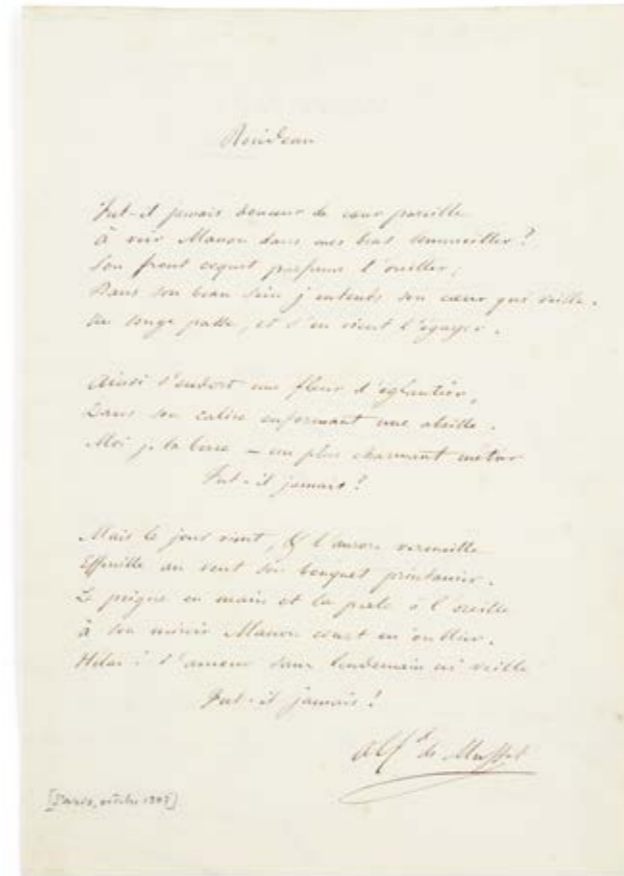 Rondeau
Fut-il jamais douceur de cœur pareille
à voir Manon dans mes bras sommeiller ?
Son front coquet parfume l'oreiller ;
Dans son beau sein j'entends son cœur qui veille.
Un songe passe, et s'en vient l'égayer.
Ainsi s'endort une fleur d'églantier,
Dans son calice enfermant une abeille.
Moi je la berce – un plus charmant métier
Fut-il jamais ?
Mais le jour vient, & l'aurore vermeille
Effeuille au vent son bouquet printanier.
Le peigne en main et la perle à l'oreille
à son miroir Manon court m'oublier.
Hélas ! l'amour sans lendemain ni veille
Fut-il jamais !
Alf.d de Musset
[Paris, octobre]